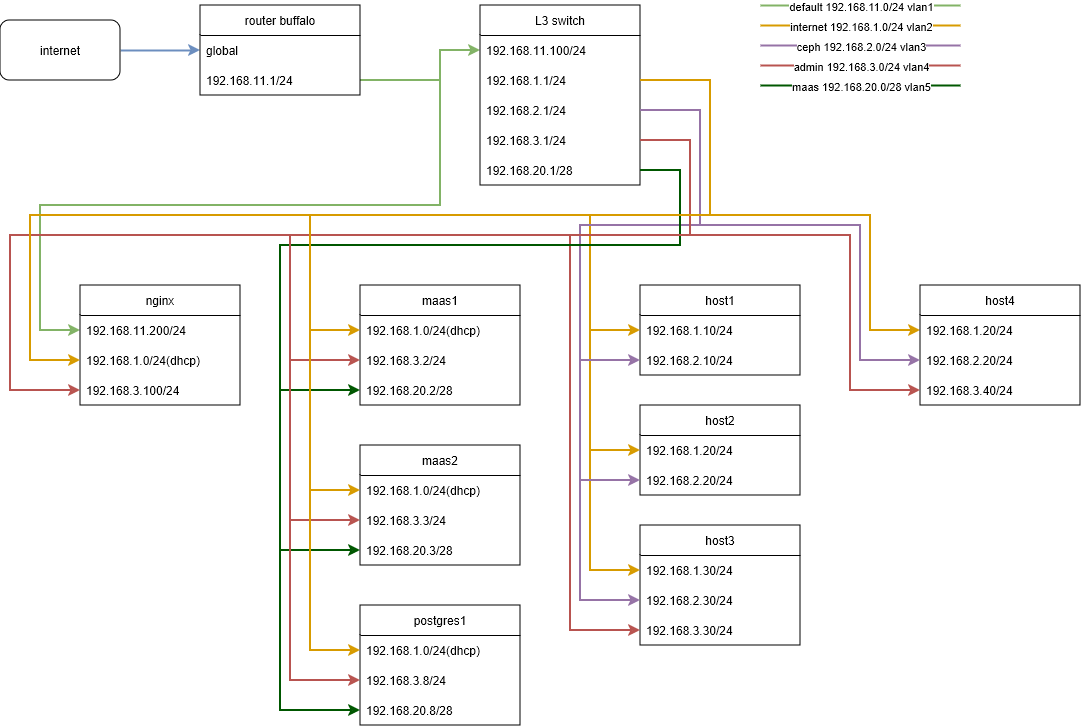 internet
router buffalo
global
192.168.11.1/24
L3 switch
192.168.11.100/24
192.168.1.1/24
192.168.2.1/24
192.168.3.1/24
192.168.20.1/28
default 192.168.11.0/24 vlan1
internet 192.168.1.0/24 vlan2
ceph 192.168.2.0/24 vlan3
admin 192.168.3.0/24 vlan4
maas 192.168.20.0/28 vlan5
nginx
192.168.11.200/24
192.168.1.0/24(dhcp)
192.168.3.100/24
maas1
192.168.1.0/24(dhcp)
192.168.3.2/24
192.168.20.2/28
maas2
192.168.1.0/24(dhcp)
192.168.3.3/24
192.168.20.3/28
postgres1
192.168.1.0/24(dhcp)
192.168.3.8/24
192.168.20.8/28
host1
192.168.1.10/24
192.168.2.10/24
host2
192.168.1.20/24
192.168.2.20/24
host3
192.168.1.30/24
192.168.2.30/24
192.168.3.30/24
host4
192.168.1.20/24
192.168.2.20/24
192.168.3.40/24